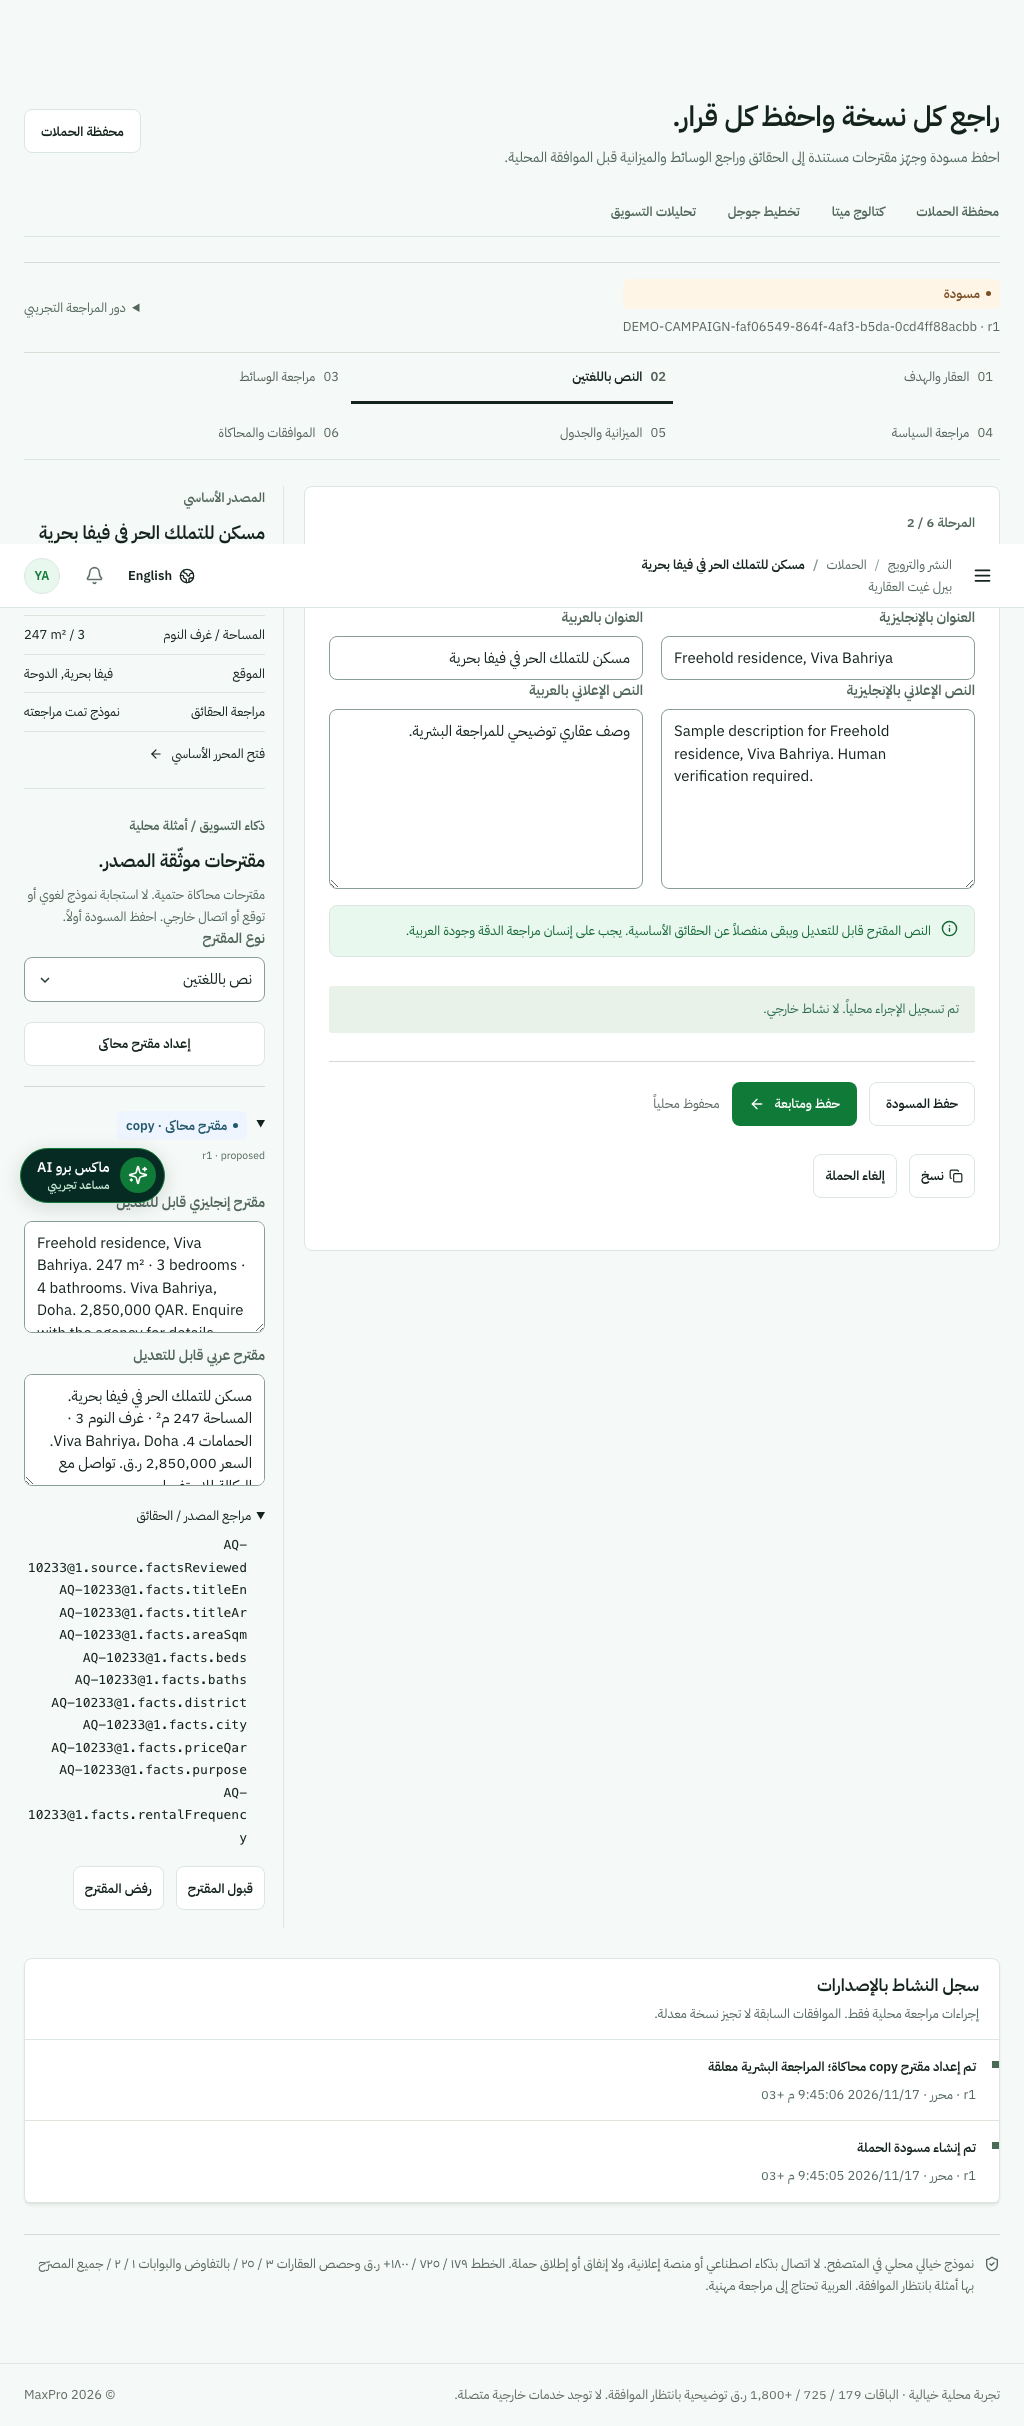 راجع كل نسخة واحفظ كل قرار.
محفظة الحملات
احفظ مسودة وجهّز مقترحات مستندة إلى الحقائق وراجع الوسائط والميزانية قبل الموافقة المحلية.
محفظة الحملات
كتالوج ميتا
تخطيط جوجل
تحليلات التسويق
مسودة
DEMO-CAMPAIGN-faf06549-864f-4af3-b5da-0cd4ff88acbb · r1
دور المراجعة التجريبي
01 العقار والهدف
02 النص باللغتين
03 مراجعة الوسائط
04 مراجعة السياسة
05 الميزانية والجدول
06 الموافقات والمحاكاة
المرحلة 6 / 2
النشر والترويج / الحملات / مسكن للتملك الحر في فيفا بحرية
بيرل غيت العقارية
English
YA
العنوان بالإنجليزية
Freehold residence, Viva Bahriya
العنوان بالعربية
مسكن للتملك الحر في فيفا بحرية
النص الإعلاني بالإنجليزية
Sample description for Freehold
residence, Viva Bahriya. Human
verification required.
النص الإعلاني بالعربية
وصف عقاري توضيحي للمراجعة البشرية.
النص المقترح قابل للتعديل ويبقى منفصلاً عن الحقائق الأساسية. يجب على إنسان مراجعة الدقة وجودة العربية.
تم تسجيل الإجراء محلياً. لا نشاط خارجي.
حفظ المسودة
حفظ ومتابعة
محفوظ محلياً
نسخ
إلغاء الحملة
المصدر الأساسي
مسكن للتملك الحر في فيفا بحرية
المساحة / غرف النوم
247 m² / 3
الموقع
فيفا بحرية, الدوحة
مراجعة الحقائق
نموذج تمت مراجعته
فتح المحرر الأساسي
ذكاء التسويق / أمثلة محلية
مقترحات موثّقة المصدر.
مقترحات محاكاة حتمية. لا استجابة نموذج لغوي أو
توقع أو اتصال خارجي. احفظ المسودة أولاً.
نوع المقترح
نص باللغتين
إعداد مقترح محاكى
مقترح محاكى · copy
r1 · proposed
ماكس برو AI
مساعد تجريبي
مقترح إنجليزي قابل للتعديل
Freehold residence, Viva
Bahriya. 247 m² · 3 bedrooms ·
4 bathrooms. Viva Bahriya,
Doha. 2,850,000 QAR. Enquire
with the agency for details.
مقترح عربي قابل للتعديل
مسكن للتملك الحر في فيفا بحرية.
المساحة 247 م² · غرف النوم 3 ·
الحمامات 4. Viva Bahriya، Doha.
السعر 2,850,000 ر.ق. تواصل مع
مراجع المصدر / الحقائق
AQ-
10233@1.source.factsReviewed
AQ-10233@1.facts.titleEn
AQ-10233@1.facts.titleAr
AQ-10233@1.facts.areaSqm
AQ-10233@1.facts.beds
AQ-10233@1.facts.baths
AQ-10233@1.facts.district
AQ-10233@1.facts.city
AQ-10233@1.facts.priceQar
AQ-10233@1.facts.purpose
AQ-
10233@1.facts.rentalFrequenc
y
قبول المقترح
رفض المقترح
سجل النشاط بالإصدارات
إجراءات مراجعة محلية فقط. الموافقات السابقة لا تجيز نسخة معدلة.
تم إعداد مقترح copy محاكاة؛ المراجعة البشرية معلقة
r1 · محرر · 2026/11/17 9:45:06 م +03
تم إنشاء مسودة الحملة
r1 · محرر · 2026/11/17 9:45:05 م +03
نموذج خيالي محلي في المتصفح. لا اتصال بذكاء اصطناعي أو منصة إعلانية، ولا إنفاق أو إطلاق حملة. الخطط ١٧٩ / ٧٢٥ / ١٨٠٠+ ر.ق وحصص العقارات ٣ / ٢٥ / بالتفاوض والبوابات ١ / ٢ / جميع المصرّح
بها أمثلة بانتظار الموافقة. العربية تحتاج إلى مراجعة مهنية.
تجربة محلية خيالية · الباقات 179 / 725 / +1,800 ر.ق توضيحية بانتظار الموافقة. لا توجد خدمات خارجية متصلة.
© 2026 MaxPro